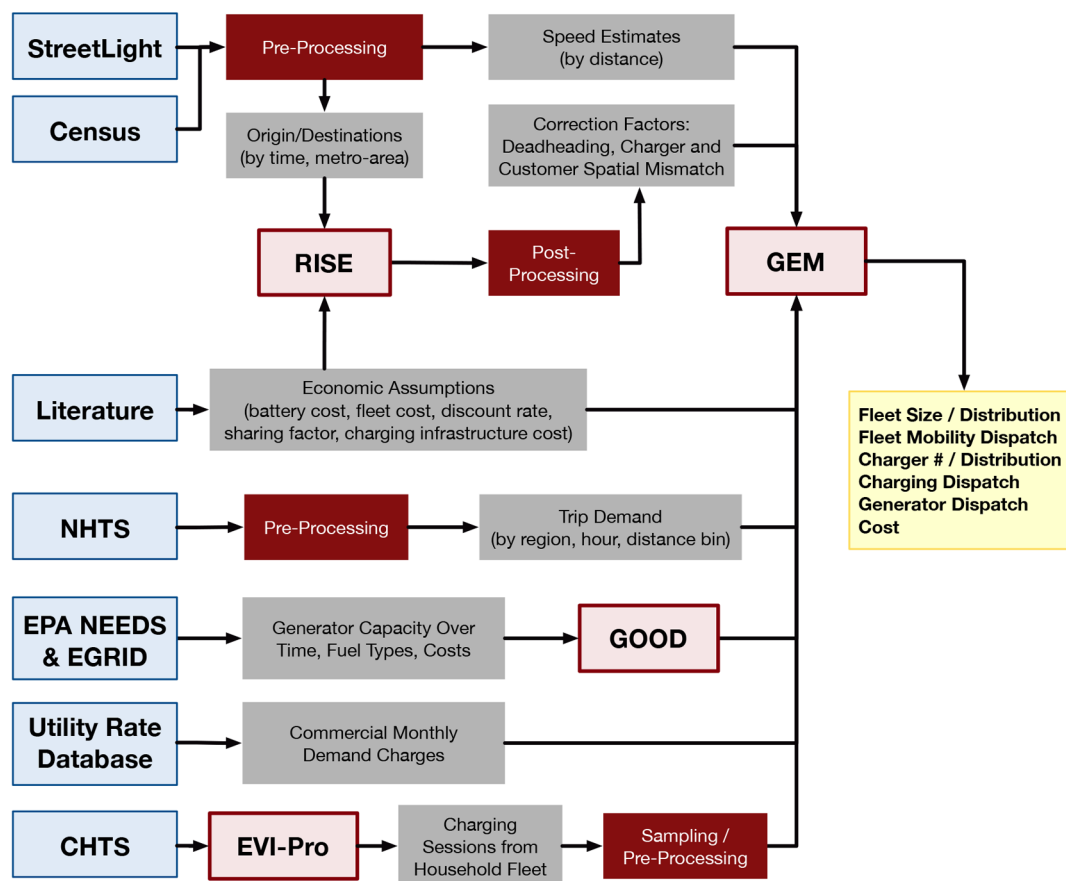 StreetLight
Pre-Processing
Speed Estimates
(by distance)
Census
Origin/Destinations
(by time, metro-area)
Correction Factors:
Deadheading, Charger and
Customer Spatial Mismatch
RISE
Post-
Processing
GEM
Literature
Economic Assumptions
(battery cost, fleet cost, discount rate,
sharing factor, charging infrastructure cost)
Fleet Size / Distribution
Fleet Mobility Dispatch
Charger # / Distribution
Charging Dispatch
Generator Dispatch
Cost
NHTS
Pre-Processing
Trip Demand
(by region, hour, distance bin)
EPA NEEDS
& EGRID
Generator Capacity Over
Time, Fuel Types, Costs
GOOD
Utility Rate
Database
Commercial Monthly
Demand Charges
CHTS
EVI-Pro
Charging
Sessions from
Household Fleet
Sampling /
Pre-Processing